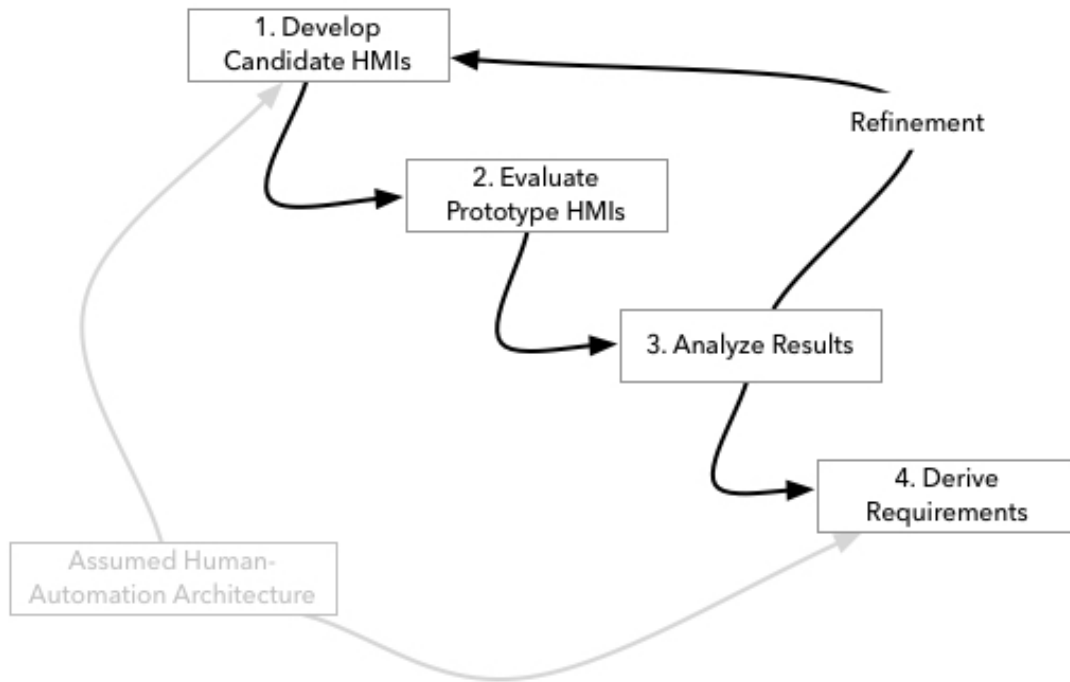 1. Develop
Candidate HMIs
Refinement
2. Evaluate
Prototype HMIs
3. Analyze Results
4. Derive
Requirements
Assumed Human-
Automation Architecture